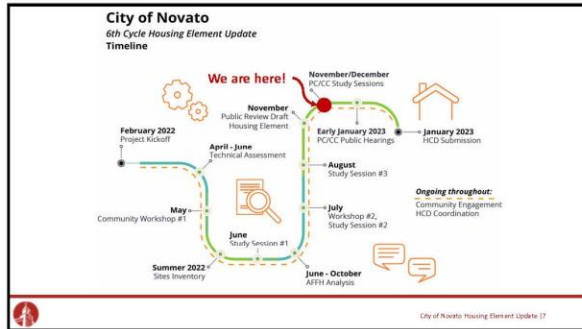 City of Novato
6th Cycle Housing Element Update
Timeline
We are here!
November/December
PC/CC Study Sessions
November
Public Review Draft
Housing Element
Early January 2023
PC/CC Public Hearings
January 2023
HCD Submission
February 2022
Project Kickoff
April - June
Technical Assessment
August
Study Session #3
Ongoing throughout:
Community Engagement
HCD Coordination
May
Community Workshop #1
July
Workshop #2,
Study Session #2
June
Study Session #1
Summer 2022
Sites Inventory
June - October
AFFH Analysis
City of Novato Housing Element Update |7